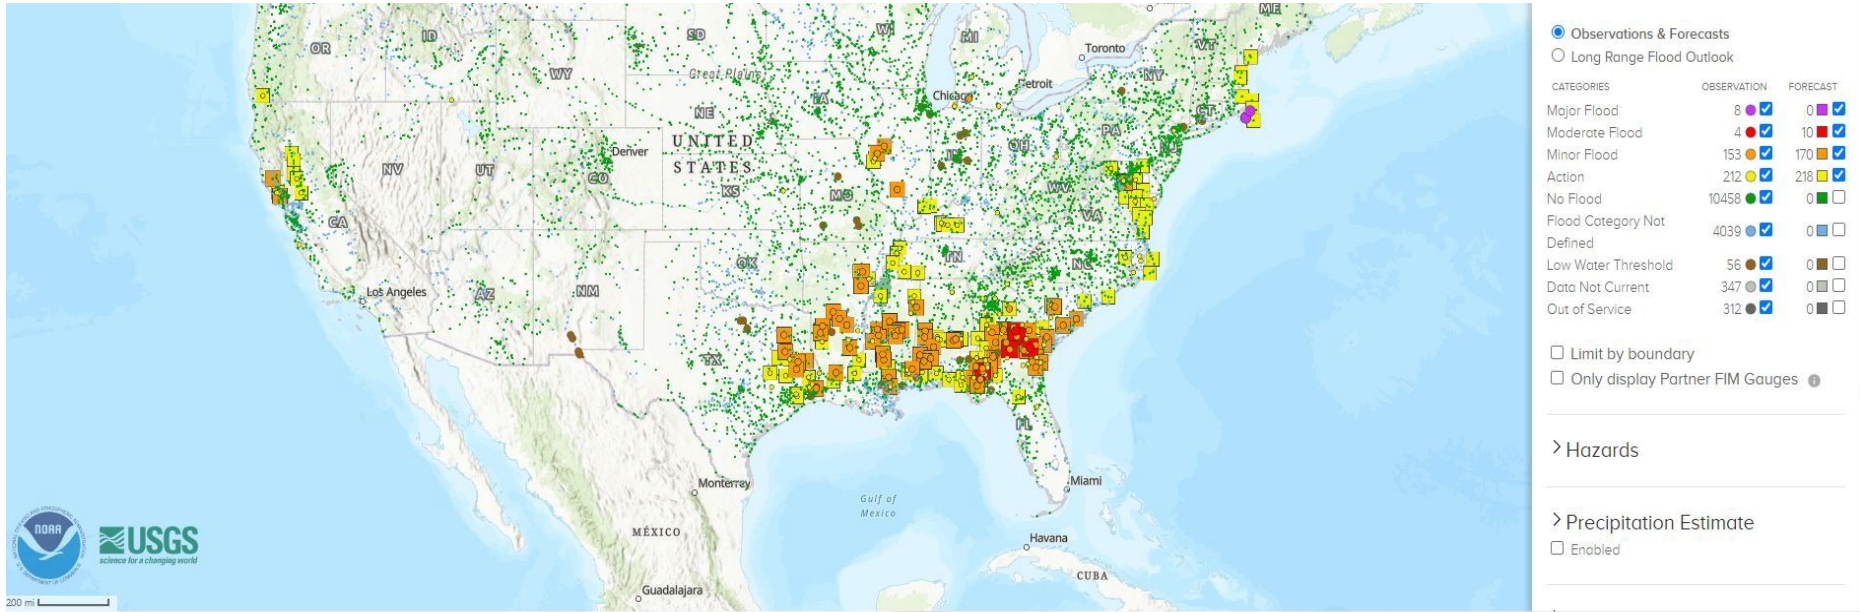 OR
ID
SD
WI
MI
ME
Toronto
VT
WY
Great Plains
Detroit
NY
NE
IA
Chicago
CT
PA
UNITED
STATES
Denver
OH
NJ
NV
UT
CO
KS
MO
WV
VA
CA
OK
TN
NC
Los Angeles
AZ
NM
TX
FL
Monterrey
Miami
Gulf of
Mexico
MÉXICO
Havana
CUBA
Guadalajara
NOAA
USGS
science for a changing world
200 mi
Observations & Forecasts
Long Range Flood Outlook
CATEGORIES OBSERVATION FORECAST
Major Flood 8 0
Moderate Flood 4 10
Minor Flood 153 170
Action 212 218
No Flood 10458 0
Flood Category Not
Defined 4039 0
Low Water Threshold 56 0
Data Not Current 347 0
Out of Service 312 0
Limit by boundary
Only display Partner FIM Gauges
Hazards
Precipitation Estimate
Enabled